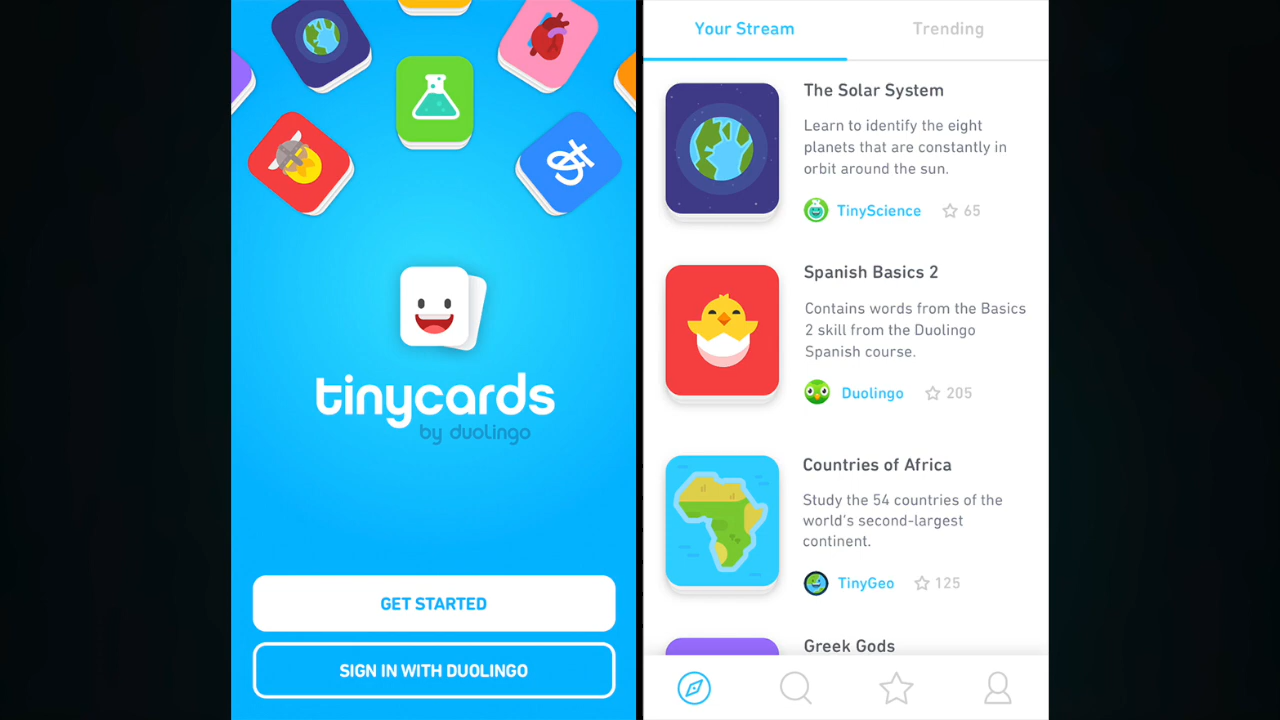 あ
tinycards
by duolingo
GET STARTED
SIGN IN WITH DUOLINGO
Your Stream
Trending
The Solar System
Learn to identify the eight
planets that are constantly in
orbit around the sun.
TinyScience
65
Spanish Basics 2
Contains words from the Basics
2 skill from the Duolingo
Spanish course.
Duolingo
205
Countries of Africa
Study the 54 countries of the
world's second-largest
continent.
TinyGeo
125
Greek Gods